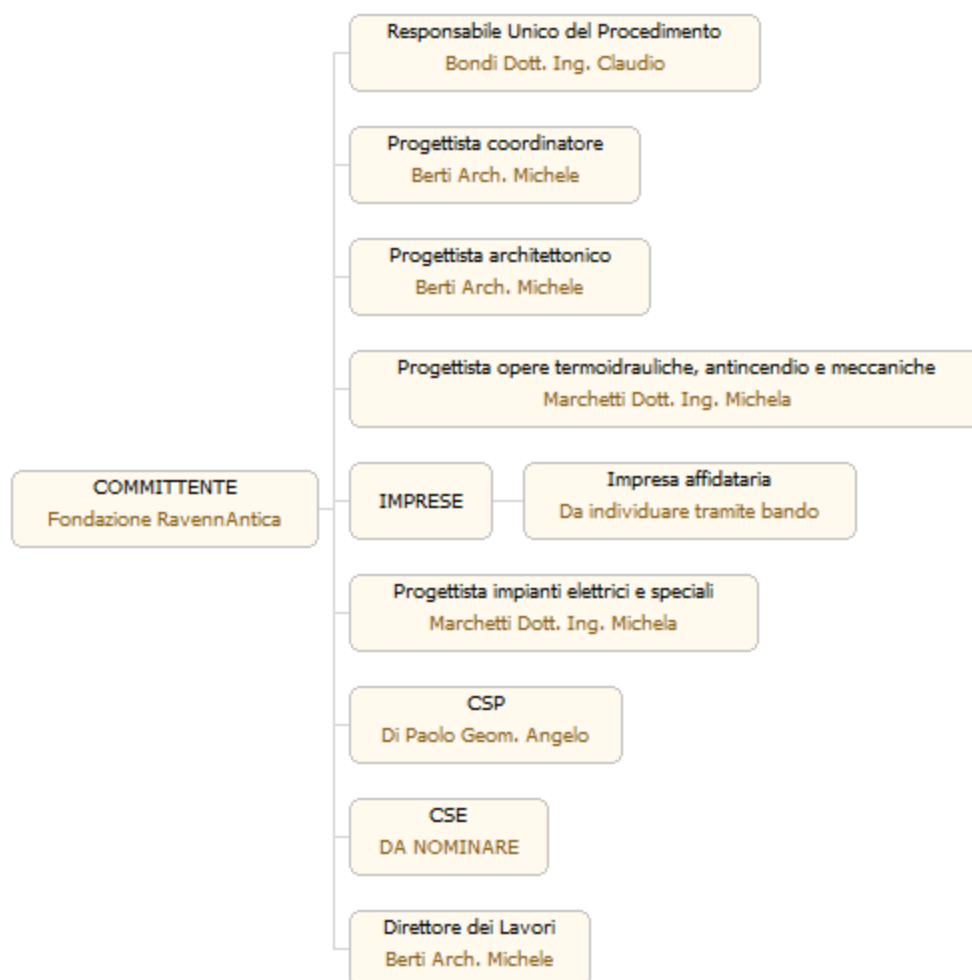 Responsabile Unico del Procedimento
Bondi Dott. Ing. Claudio
Progettista coordinatore
Berti Arch. Michele
Progettista architettonico
Berti Arch. Michele
Progettista opere termoidrauliche, antincendio e meccaniche
Marchetti Dott. Ing. Michela
COMMITTENTE
Fondazione RavennAntica
IMPRESE
Impresa affidataria
Da individuare tramite bando
Progettista impianti elettrici e speciali
Marchetti Dott. Ing. Michela
CSP
Di Paolo Geom. Angelo
CSE
DA NOMINARE
Direttore dei Lavori
Berti Arch. Michele